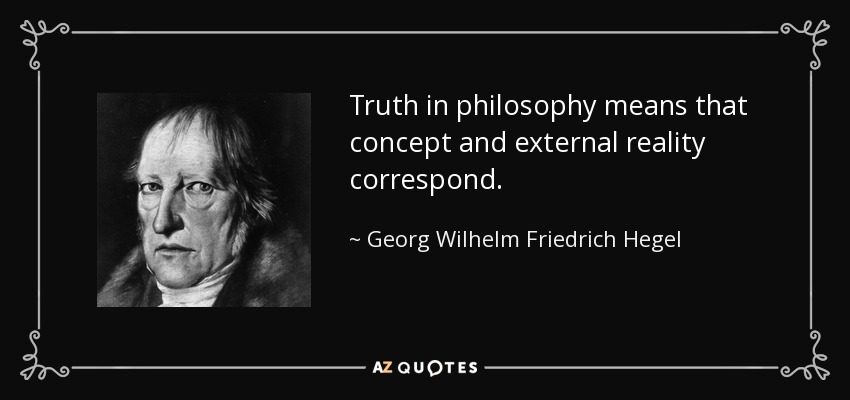 Truth in philosophy means that
concept and external reality
correspond.
~ Georg Wilhelm Friedrich Hegel
AZ QUOTES